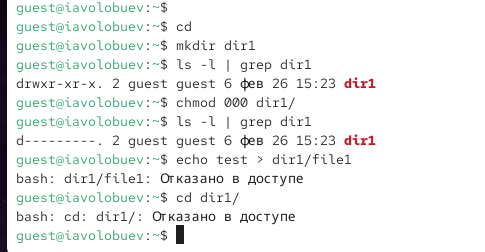 guest@iavolobuev:~$
guest@iavolobuev:~$ cd
guest@iavolobuev:~$ mkdir dir1
guest@iavolobuev:~$ ls -l | grep dir1
drwxr-xr-x. 2 guest guest 6 фев 26 15:23 dir1
guest@iavolobuev:~$ chmod 000 dir1/
guest@iavolobuev:~$ ls -l | grep dir1
d---------. 2 guest guest 6 фев 26 15:23 dir1
guest@iavolobuev:~$ echo test > dir1/file1
bash: dir1/file1: Отказано в доступе
guest@iavolobuev:~$ cd dir1/
bash: cd: dir1/: Отказано в доступе
guest@iavolobuev:~$